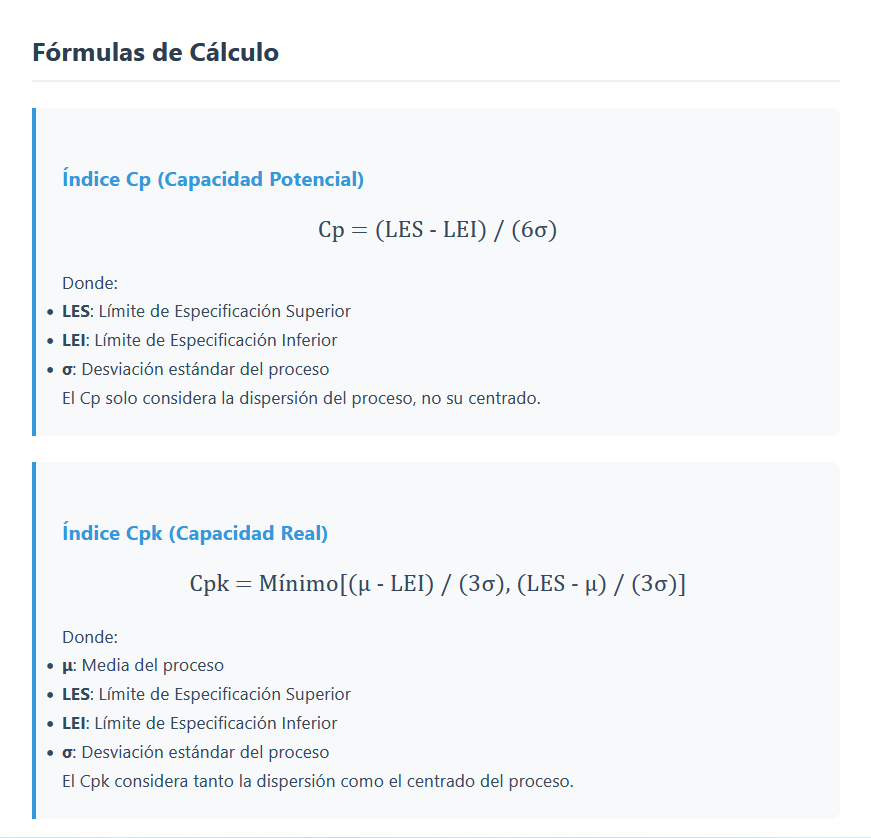 Fórmulas de Cálculo
Índice Cp (Capacidad Potencial)
Cp = (LES - LEI) / (6σ)
Donde:
• LES: Límite de Especificación Superior
• LEI: Límite de Especificación Inferior
• σ: Desviación estándar del proceso
El Cp solo considera la dispersión del proceso, no su centrado.
Índice Cpk (Capacidad Real)
Cpk = Mínimo[(μ - LEI) / (3σ), (LES - μ) / (3σ)]
Donde:
• μ: Media del proceso
• LES: Límite de Especificación Superior
• LEI: Límite de Especificación Inferior
• σ: Desviación estándar del proceso
El Cpk considera tanto la dispersión como el centrado del proceso.